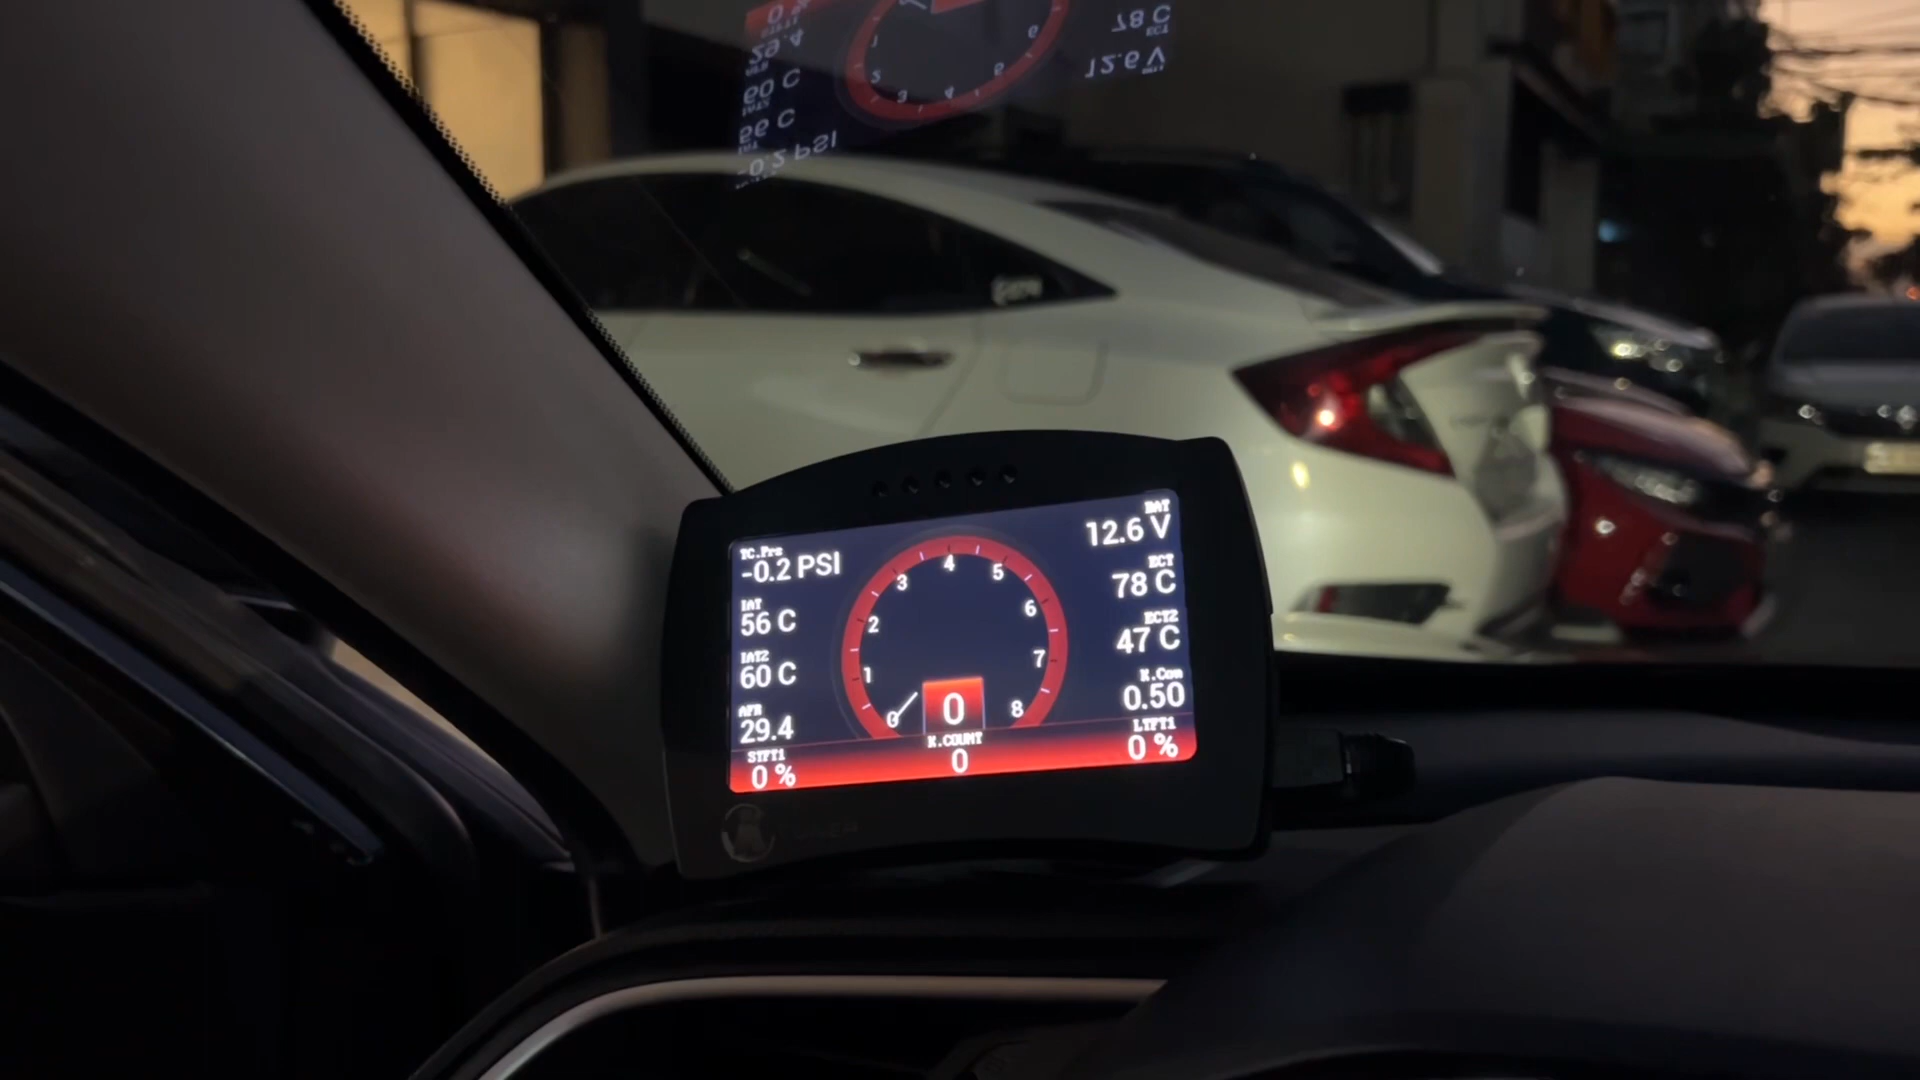 TC.Prs
-0.2 PSI
IAT
56 C
IAT2
60 C
AFR
29.4
STFT1
0 %
0
1
2
3
4
5
6
7
8
0
K.COUNT
0
BAT
12.6 V
ECT
78 C
ECT2
47 C
K.Con
0.50
LTFT1
0 %